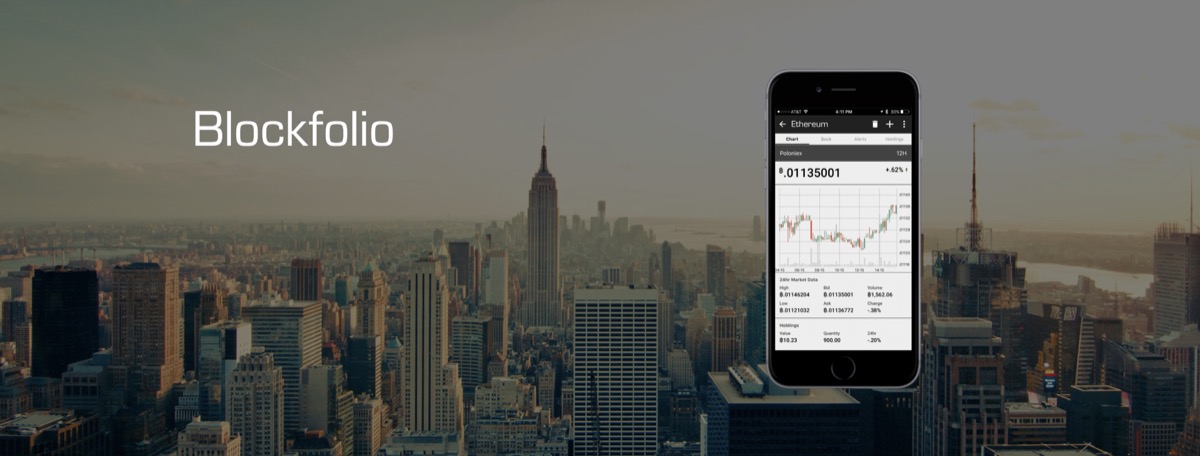 Blockfolio
AT&T 4:11 PM
Ethereum
Chart Alerts Holdings
Poloniex 12H
฿.01135001 +.62%
24hr Market Data
High Bid Volume
฿.01146204 ฿.01135001 ฿1,562.06
Low Ask Change
฿.01121032 ฿.01136772 -.38%
Holdings
Value Quantity 24hr
฿10.23 900.00 -.20%